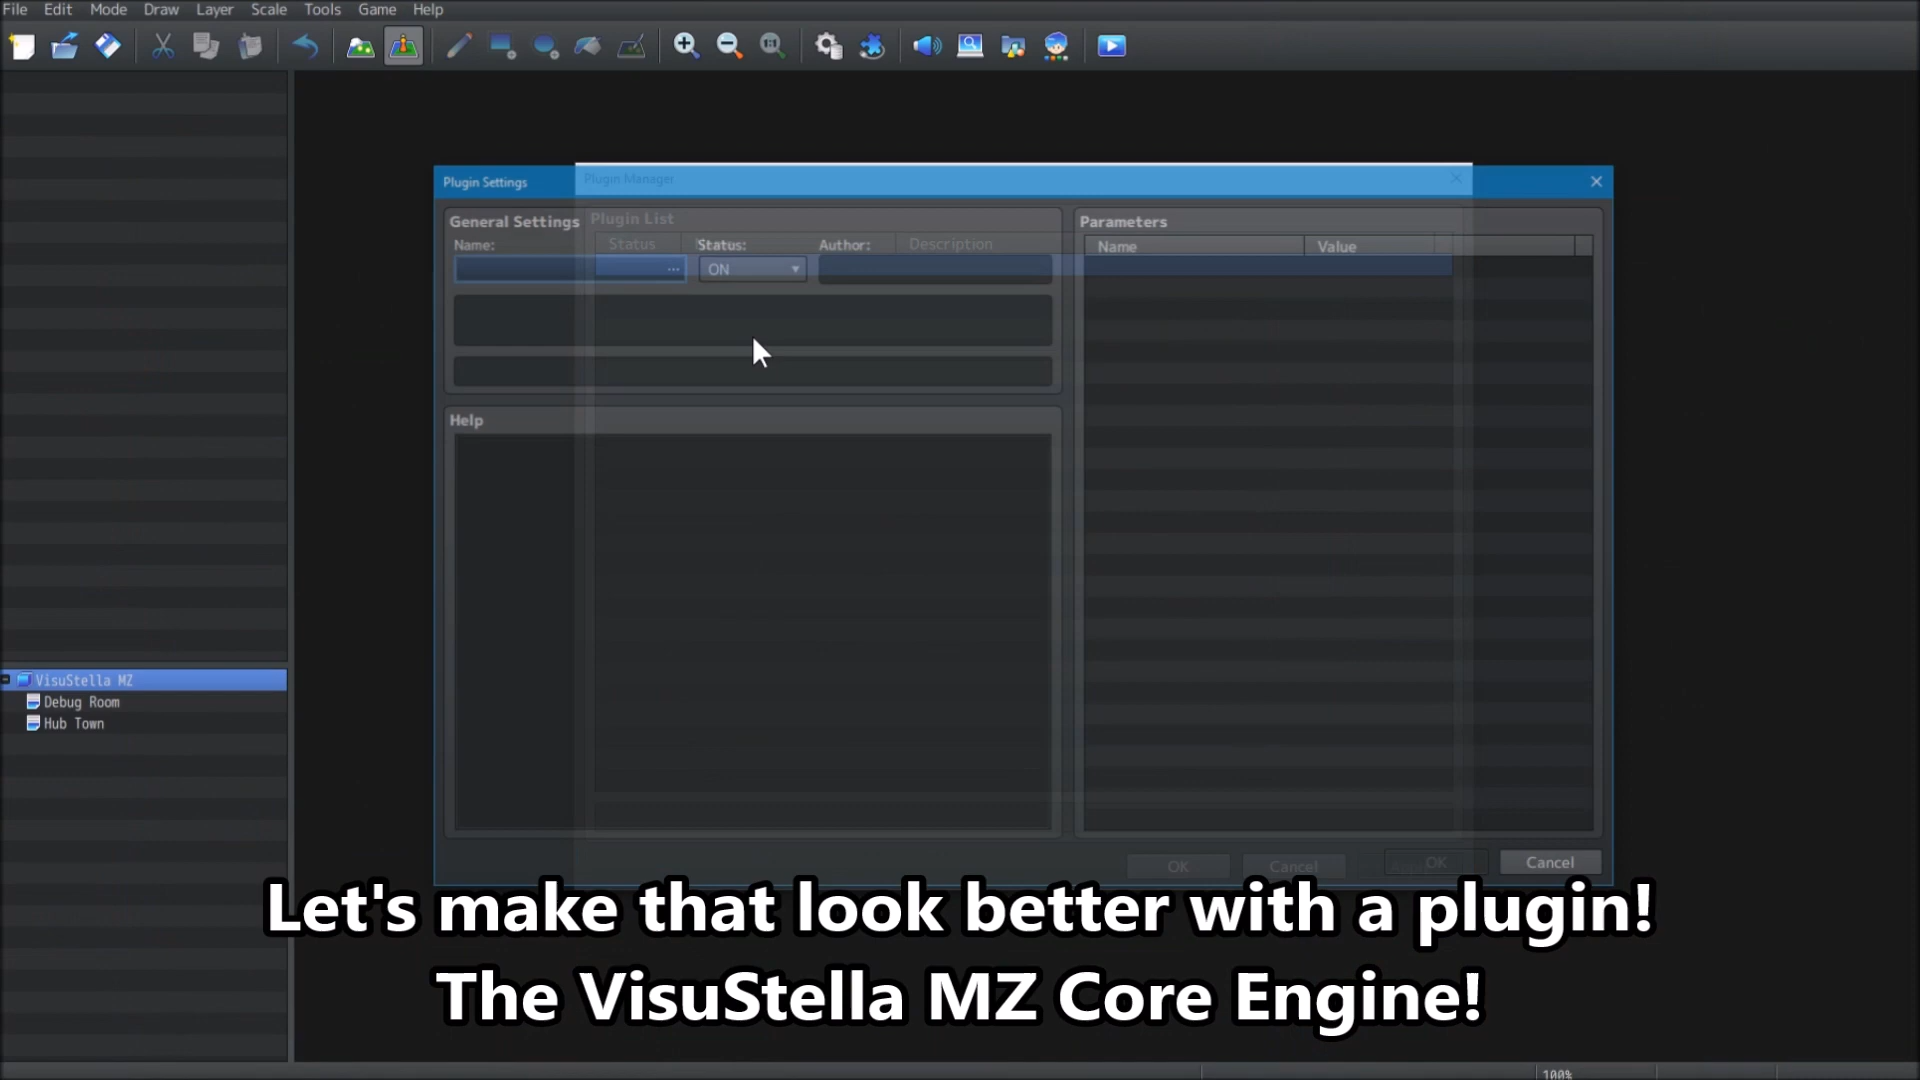 File Edit Mode Draw Layer Scale Tools Game Help
Plugin Settings
Plugin Manager
General Settings
Plugin List
Parameters
Name:
Status
Status:
Author:
Description
Name
Value
ON
Help
VisuStella MZ
Debug Room
Hub Town
OK
Cancel
OK
Cancel
Let's make that look better with a plugin!
The VisuStella MZ Core Engine!
100%